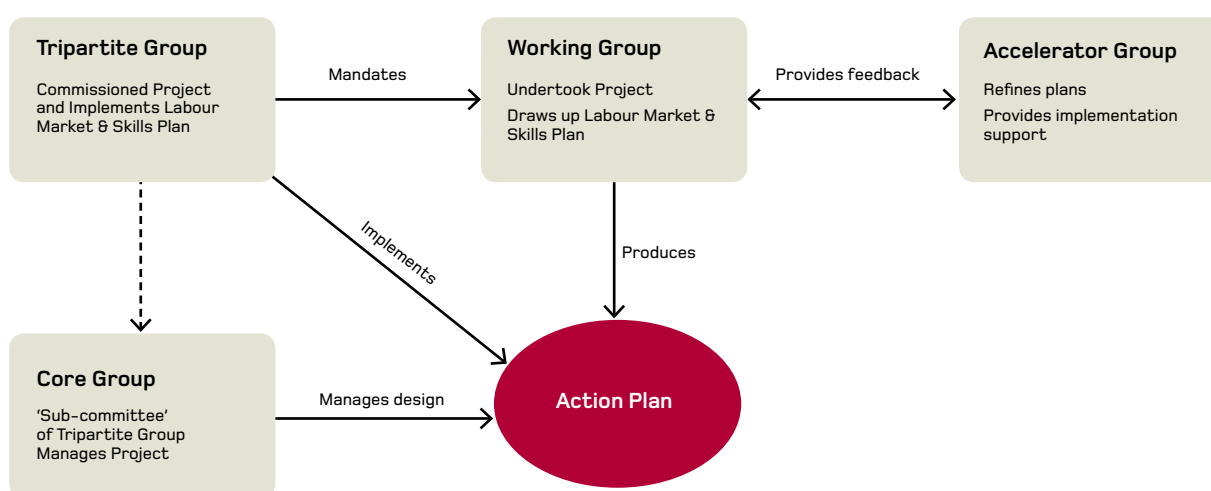 Tripartite Group
Commissioned Project
and Implements Labour
Market & Skills Plan
Mandates
Working Group
Undertook Project
Draws up Labour Market &
Skills Plan
Provides feedback
Accelerator Group
Refines plans
Provides implementation
support
Implements
Produces
Core Group
‘Sub-committee’
of Tripartite Group
Manages Project
Manages design
Action Plan